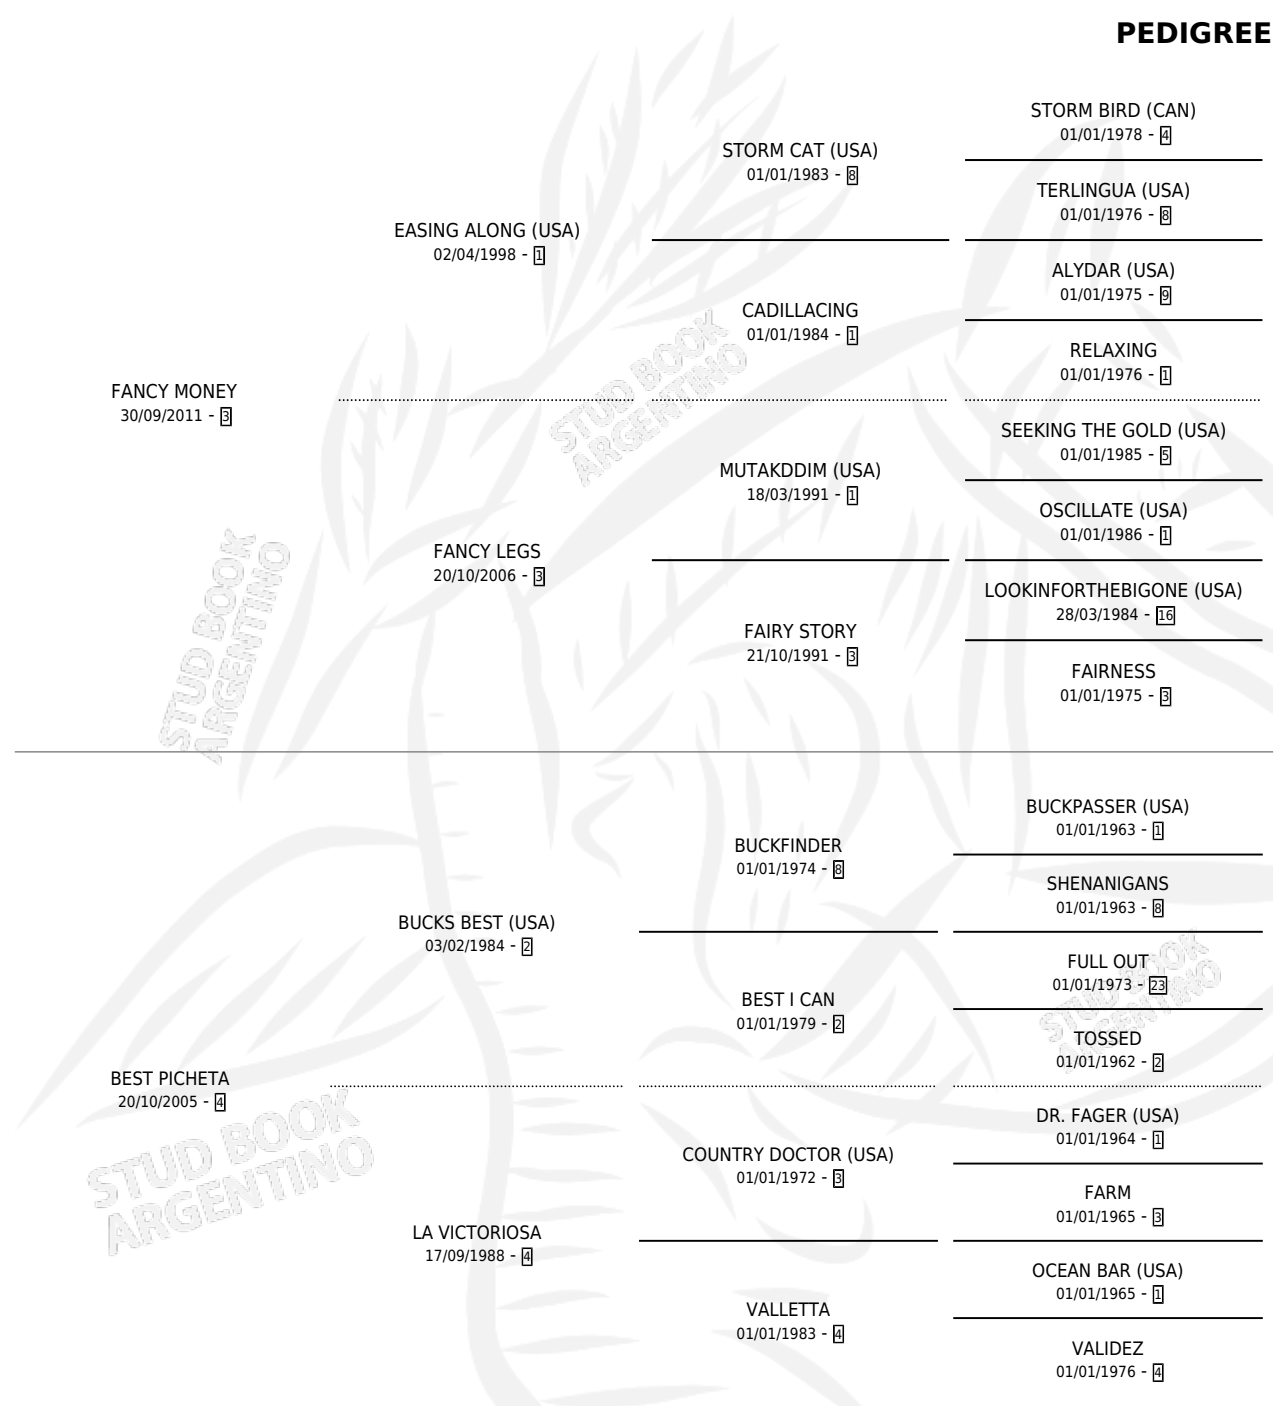 PEDIGREE
STORM BIRD (CAN)
01/01/1978 - 4
STORM CAT (USA)
01/01/1983 - 8
TERLINGUA (USA)
01/01/1976 - 8
EASING ALONG (USA)
02/04/1998 - 1
ALYDAR (USA)
01/01/1975 - 9
CADILLACING
01/01/1984 - 1
RELAXING
01/01/1976 - 1
FANCY MONEY
30/09/2011 - 3
SEEKING THE GOLD (USA)
01/01/1985 - 5
MUTAKDDIM (USA)
18/03/1991 - 1
OSCILLATE (USA)
01/01/1986 - 1
FANCY LEGS
20/10/2006 - 3
LOOKINFORTHEBIGONE (USA)
28/03/1984 - 16
FAIRY STORY
21/10/1991 - 3
FAIRNESS
01/01/1975 - 3
BUCKPASSER (USA)
01/01/1963 - 1
BUCKFINDER
01/01/1974 - 8
SHENANIGANS
01/01/1963 - 8
BUCKS BEST (USA)
03/02/1984 - 2
FULL OUT
01/01/1973 - 23
BEST I CAN
01/01/1979 - 2
TOSSED
01/01/1962 - 2
BEST PICHETA
20/10/2005 - 4
DR. FAGER (USA)
01/01/1964 - 1
COUNTRY DOCTOR (USA)
01/01/1972 - 3
FARM
01/01/1965 - 3
LA VICTORIOSA
17/09/1988 - 4
OCEAN BAR (USA)
01/01/1965 - 1
VALLETTA
01/01/1983 - 4
VALIDEZ
01/01/1976 - 4
STUD BOOK
ARGENTINO
STUD BOOK
ARGENTINO
STUD BOOK
ARGENTINO
STUD BOOK
ARGENTINO